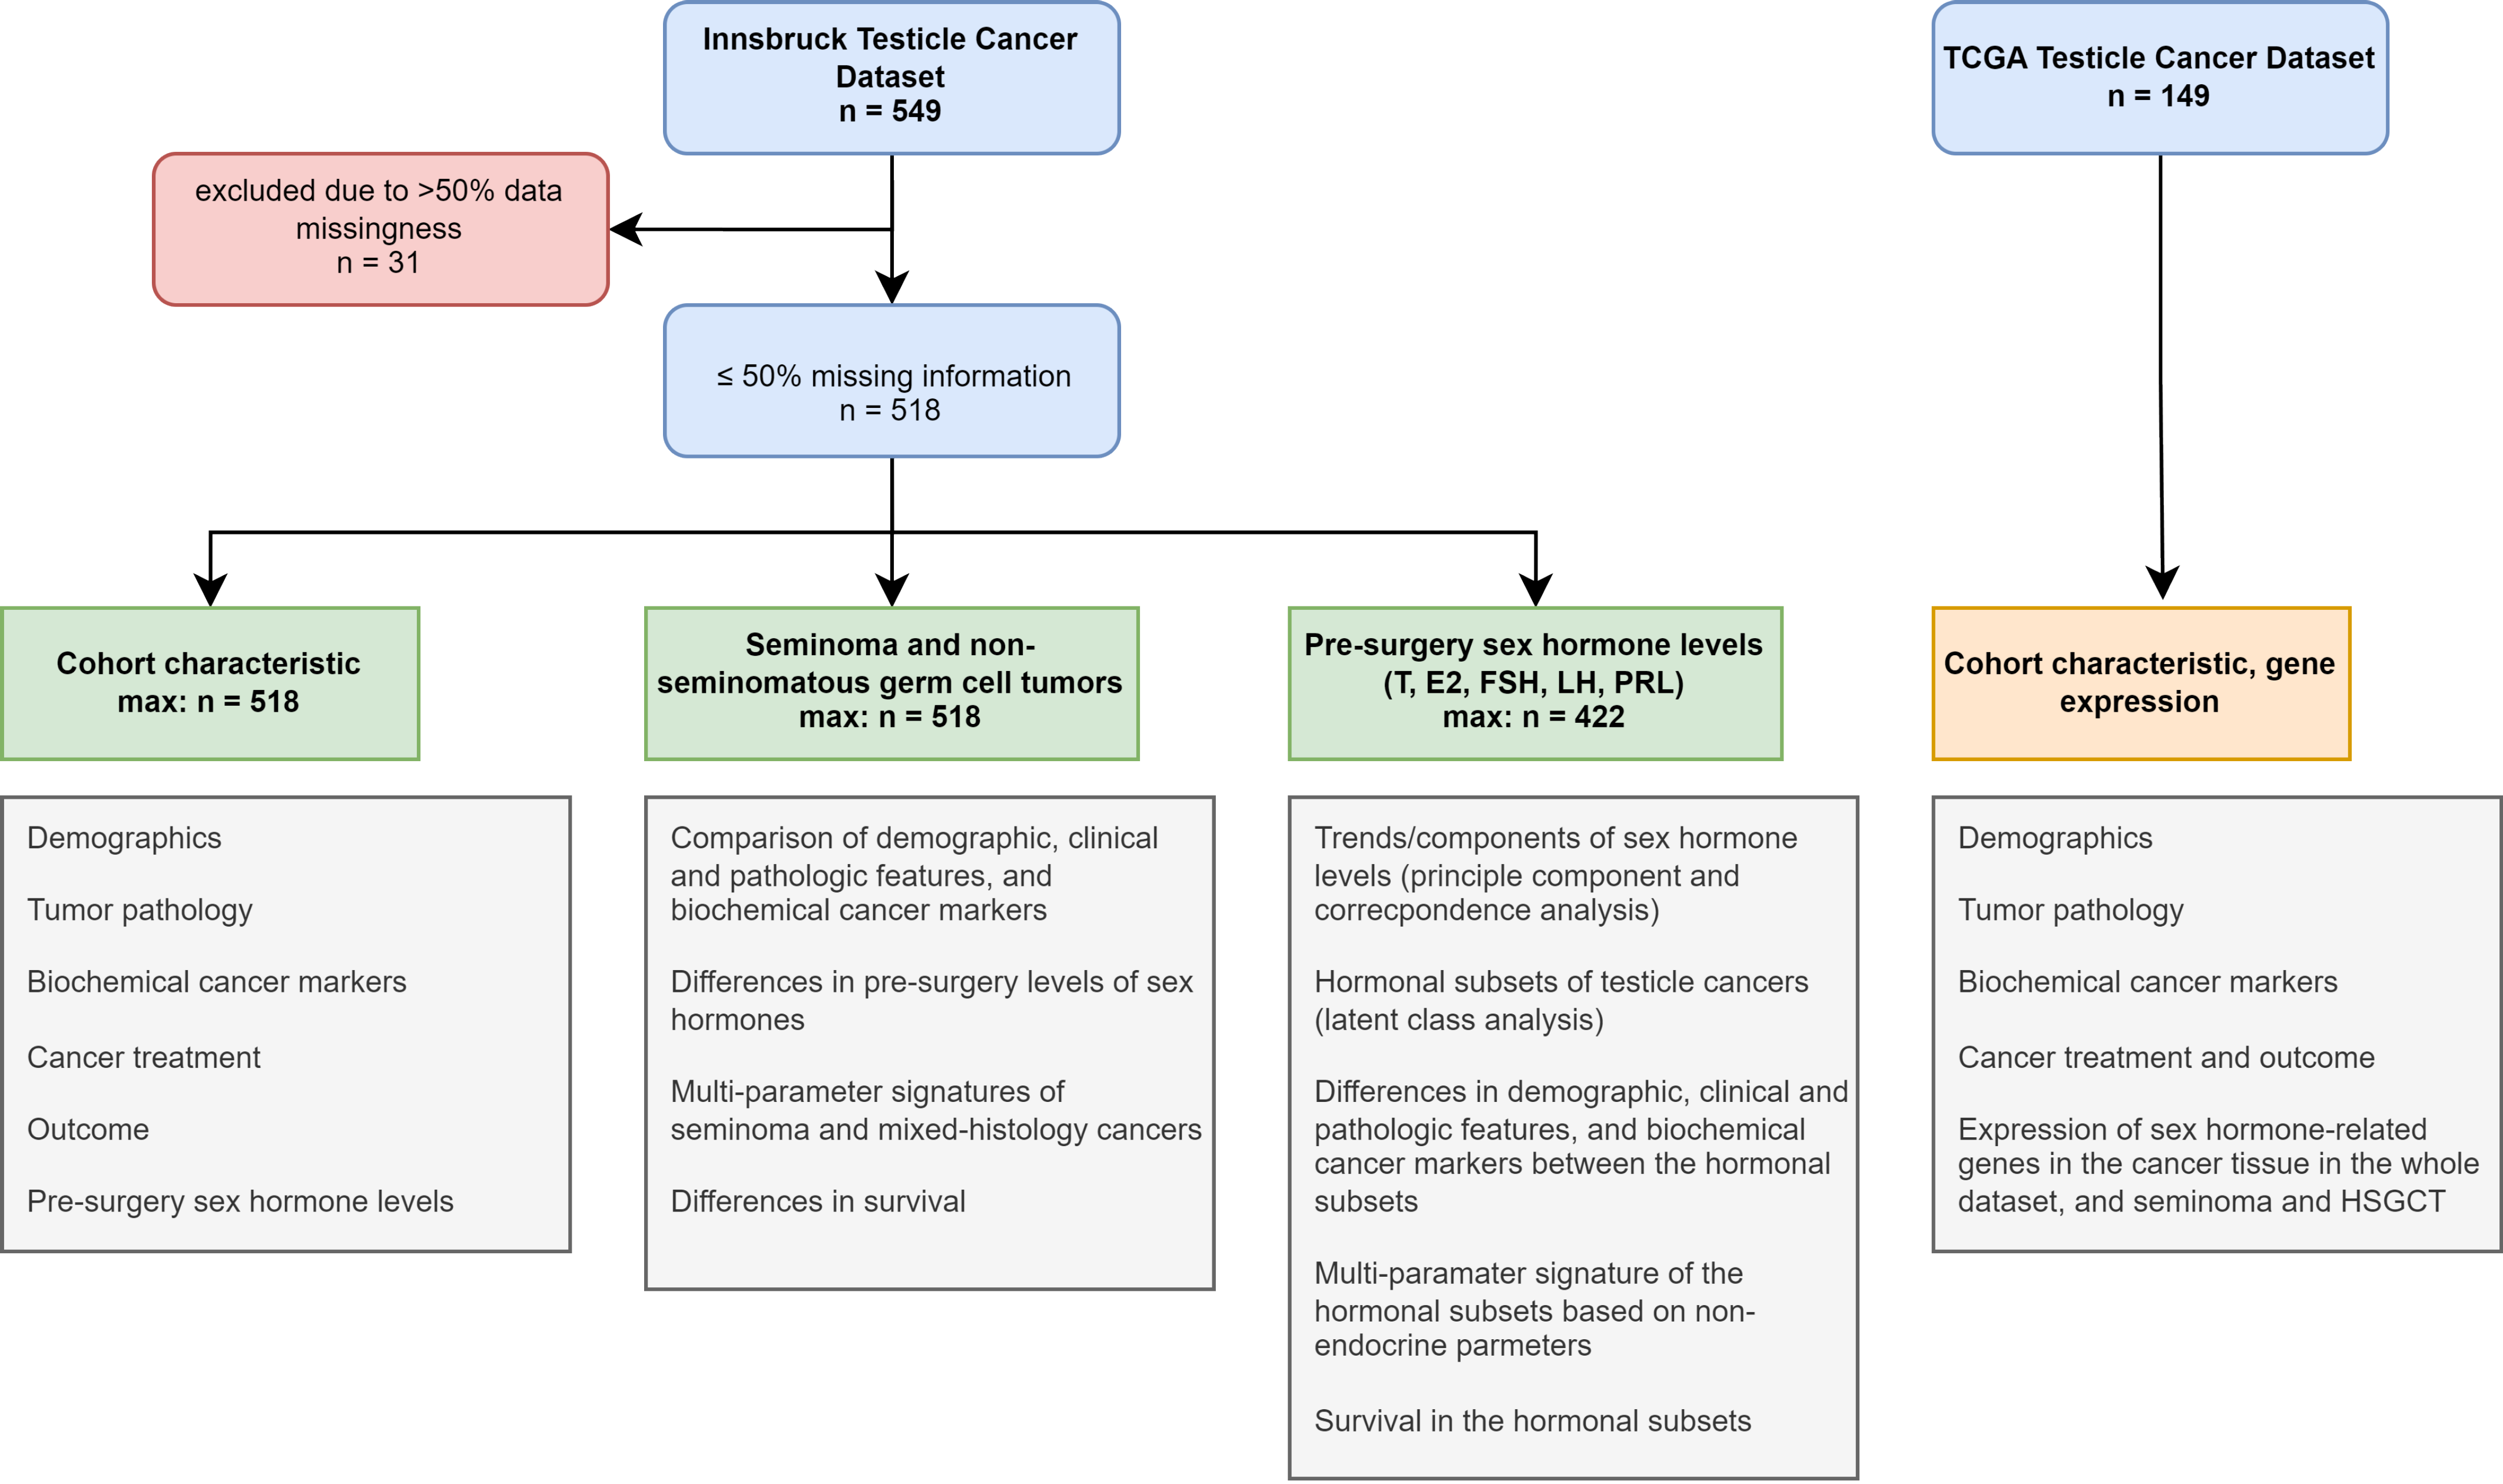 Innsbruck Testicle Cancer
Dataset
n = 549
TCGA Testicle Cancer Dataset
n = 149
excluded due to >50% data
missingness
n = 31
≤ 50% missing information
n = 518
Cohort characteristic
max: n = 518
Seminoma and non-
seminomatous germ cell tumors
max: n = 518
Pre-surgery sex hormone levels
(T, E2, FSH, LH, PRL)
max: n = 422
Cohort characteristic, gene
expression
Demographics
Tumor pathology
Biochemical cancer markers
Cancer treatment
Outcome
Pre-surgery sex hormone levels
Comparison of demographic, clinical
and pathologic features, and
biochemical cancer markers
Differences in pre-surgery levels of sex
hormones
Multi-parameter signatures of
seminoma and mixed-histology cancers
Differences in survival
Trends/components of sex hormone
levels (principle component and
correcpondence analysis)
Hormonal subsets of testicle cancers
(latent class analysis)
Differences in demographic, clinical and
pathologic features, and biochemical
cancer markers between the hormonal
subsets
Multi-paramater signature of the
hormonal subsets based on non-
endocrine parmeters
Survival in the hormonal subsets
Demographics
Tumor pathology
Biochemical cancer markers
Cancer treatment and outcome
Expression of sex hormone-related
genes in the cancer tissue in the whole
dataset, and seminoma and HSGCT